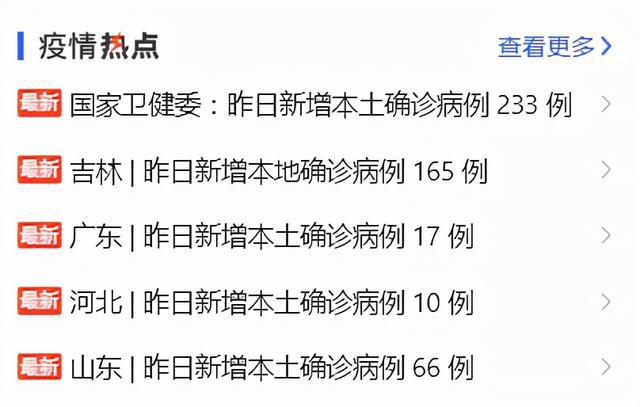 疫情热点
查看更多
最新 国家卫健委：昨日新增本土确诊病例 233 例
最新 吉林 | 昨日新增本地确诊病例 165 例
最新 广东 | 昨日新增本土确诊病例 17 例
最新 河北 | 昨日新增本土确诊病例 10 例
最新 山东 | 昨日新增本土确诊病例 66 例